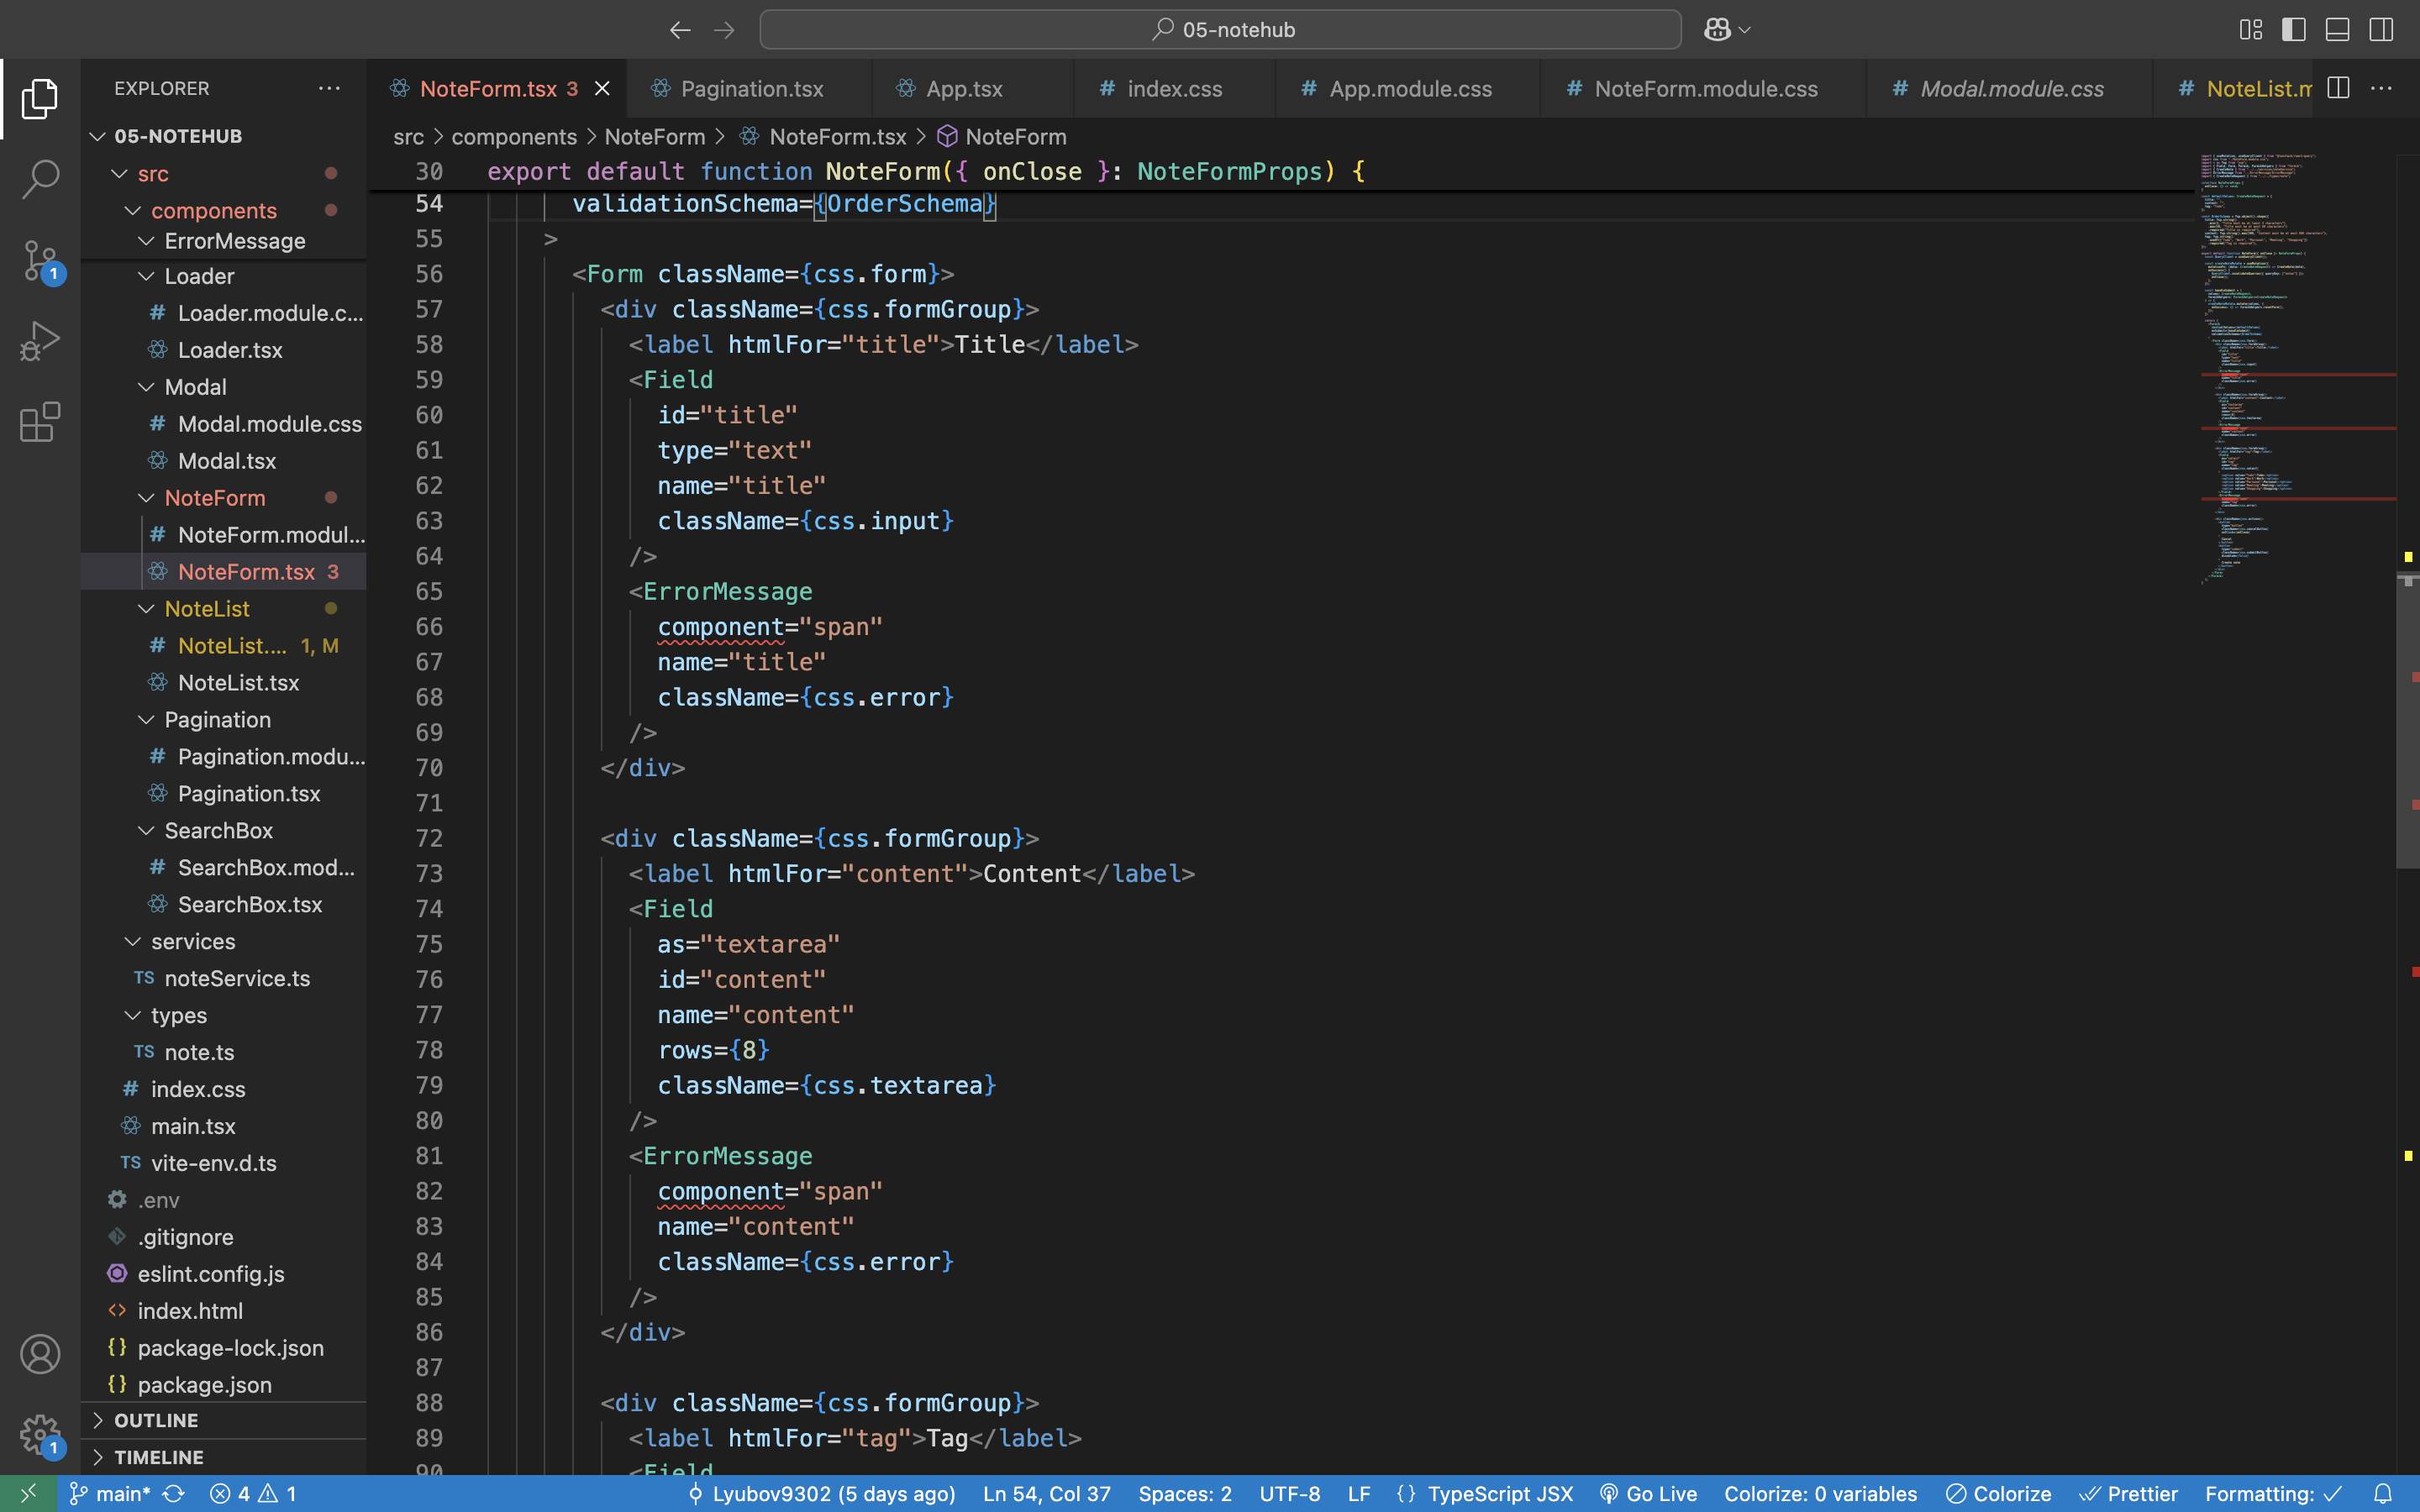 05-notehub
EXPLORER
NoteForm.tsx 3
Pagination.tsx
App.tsx
# index.css
# App.module.css
# NoteForm.module.css
# Modal.module.css
# NoteList.m
05-NOTEHUB
src
components
ErrorMessage
Loader
# Loader.module.c...
Loader.tsx
Modal
# Modal.module.css
Modal.tsx
NoteForm
# NoteForm.modul...
NoteForm.tsx 3
NoteList
# NoteList.... 1, M
NoteList.tsx
Pagination
# Pagination.modu...
Pagination.tsx
SearchBox
# SearchBox.mod...
SearchBox.tsx
services
TS noteService.ts
types
TS note.ts
# index.css
main.tsx
TS vite-env.d.ts
.env
.gitignore
eslint.config.js
<> index.html
{} package-lock.json
{} package.json
OUTLINE
TIMELINE
1
1
src > components > NoteForm > NoteForm.tsx > NoteForm
30 export default function NoteForm({ onClose }: NoteFormProps) {
54 validationSchema={OrderSchema}
55 >
56 <Form className={css.form}>
57 <div className={css.formGroup}>
58 <label htmlFor="title">Title</label>
59 <Field
60 id="title"
61 type="text"
62 name="title"
63 className={css.input}
64 />
65 <ErrorMessage
66 component="span"
67 name="title"
68 className={css.error}
69 />
70 </div>
71
72 <div className={css.formGroup}>
73 <label htmlFor="content">Content</label>
74 <Field
75 as="textarea"
76 id="content"
77 name="content"
78 rows={8}
79 className={css.textarea}
80 />
81 <ErrorMessage
82 component="span"
83 name="content"
84 className={css.error}
85 />
86 </div>
87
88 <div className={css.formGroup}>
89 <label htmlFor="tag">Tag</label>
90 <Field
main* 4 1
Lyubov9302 (5 days ago)
Ln 54, Col 37
Spaces: 2
UTF-8
LF
{} TypeScript JSX
Go Live
Colorize: 0 variables
Colorize
Prettier
Formatting: ✓